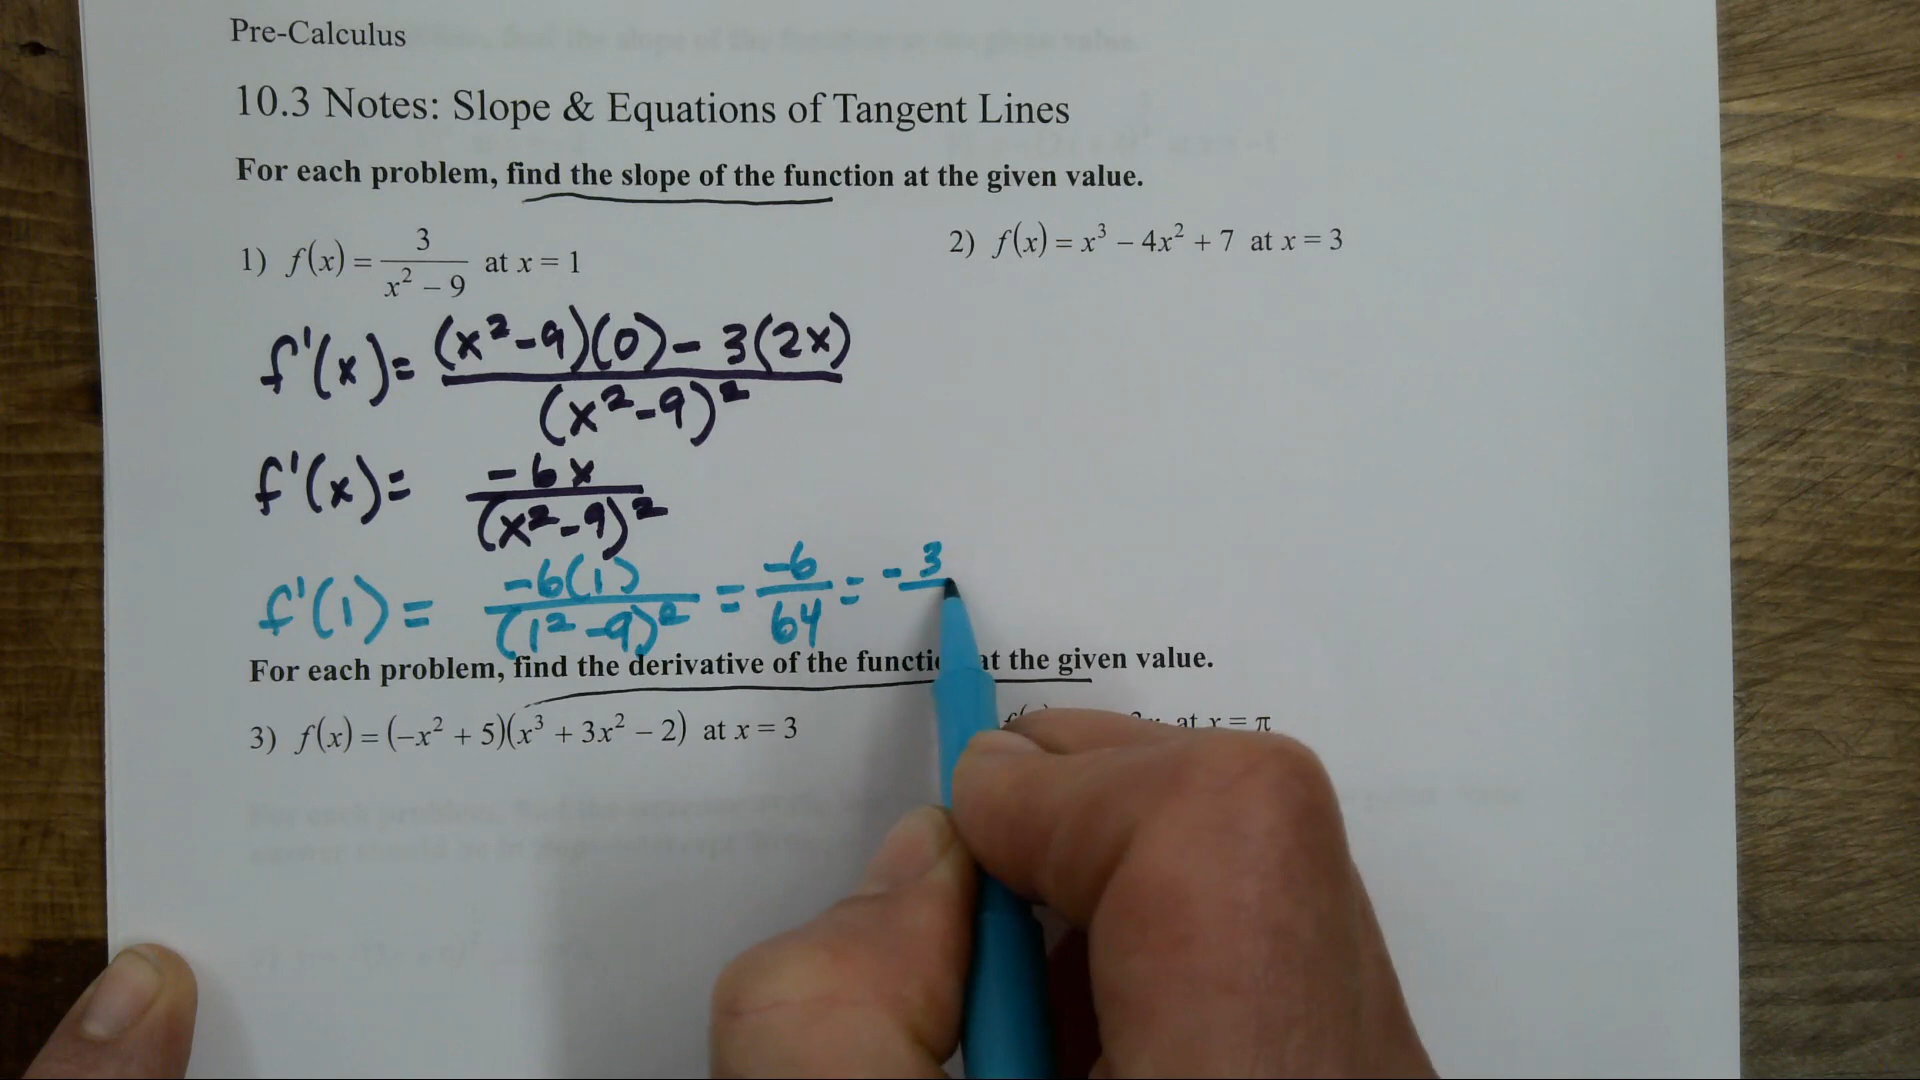 Pre-Calculus
10.3 Notes: Slope & Equations of Tangent Lines
For each problem, find the slope of the function at the given value.
1) f(x) = 3/(x² − 9) at x = 1
2) f(x) = x³ − 4x² + 7 at x = 3
f'(x) = ((x²-9)(0) - 3(2x))/(x²-9)²
f'(x) = -6x/(x²-9)²
f'(1) = -6(1)/(1²-9)² = -6/64 = - 3
For each problem, find the derivative of the function at the given value.
3) f(x) = (−x² + 5)(x³ + 3x² − 2) at x = 3
at x = π